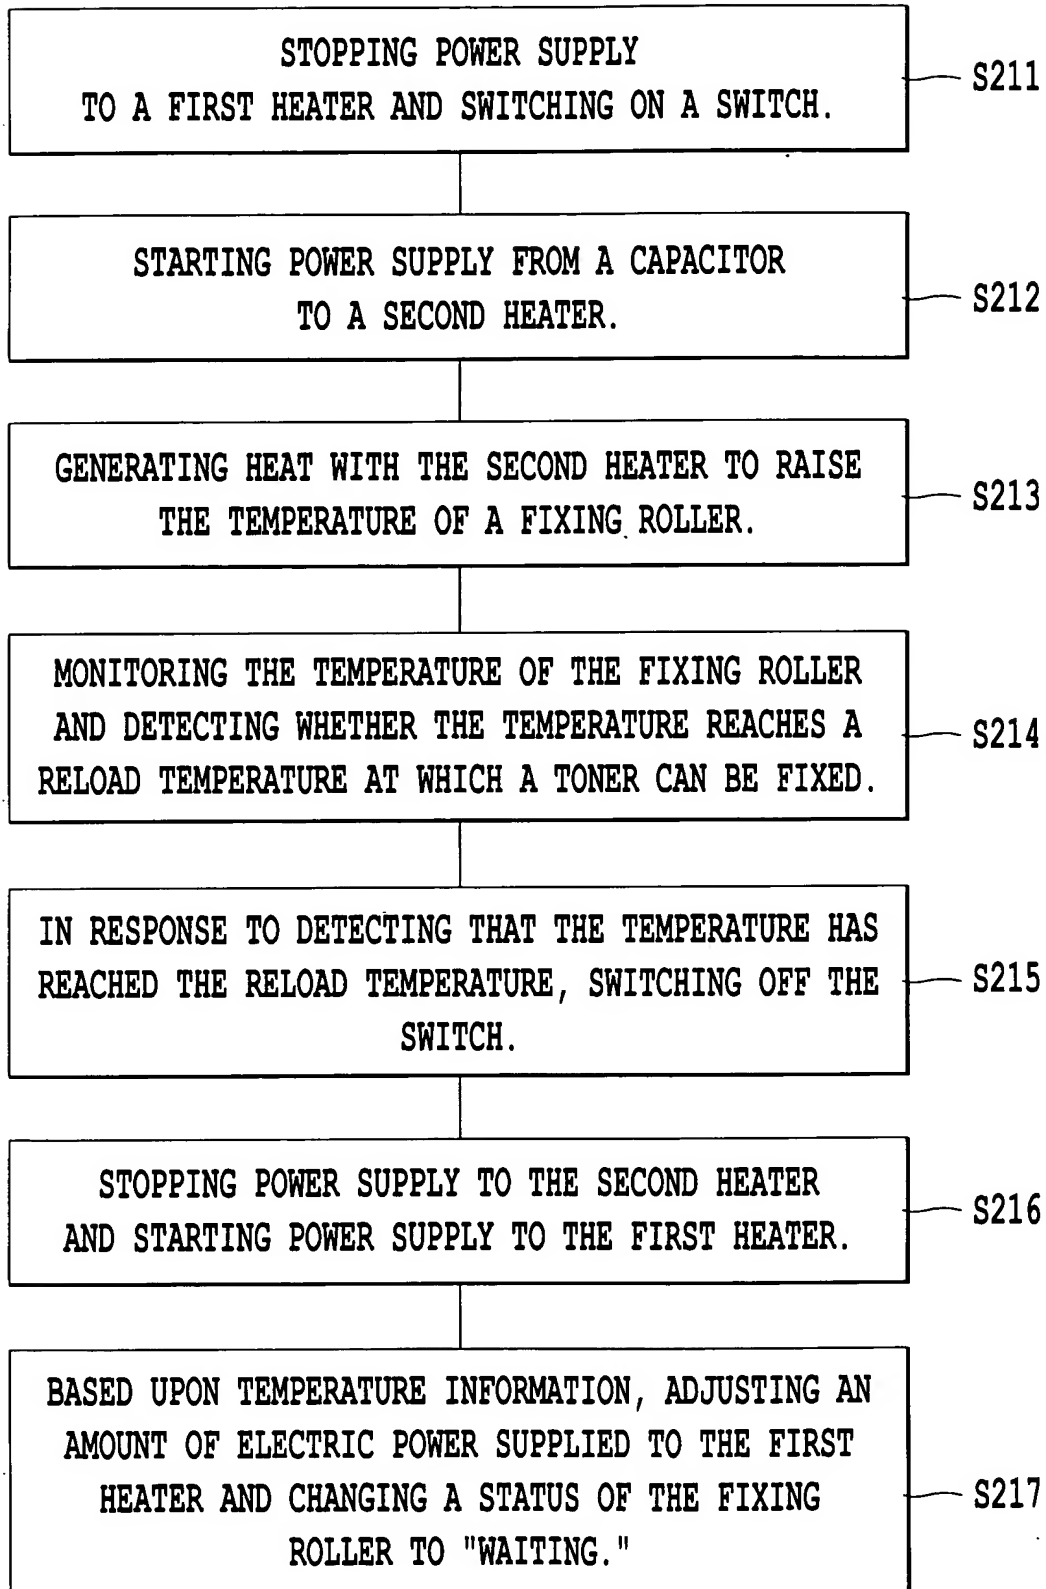 STOPPING POWER SUPPLY
TO A FIRST HEATER AND SWITCHING ON A SWITCH.
S211
STARTING POWER SUPPLY FROM A CAPACITOR
TO A SECOND HEATER.
S212
GENERATING HEAT WITH THE SECOND HEATER TO RAISE
THE TEMPERATURE OF A FIXING ROLLER.
S213
MONITORING THE TEMPERATURE OF THE FIXING ROLLER
AND DETECTING WHETHER THE TEMPERATURE REACHES A
RELOAD TEMPERATURE AT WHICH A TONER CAN BE FIXED.
S214
IN RESPONSE TO DETECTING THAT THE TEMPERATURE HAS
REACHED THE RELOAD TEMPERATURE, SWITCHING OFF THE
SWITCH.
S215
STOPPING POWER SUPPLY TO THE SECOND HEATER
AND STARTING POWER SUPPLY TO THE FIRST HEATER.
S216
BASED UPON TEMPERATURE INFORMATION, ADJUSTING AN
AMOUNT OF ELECTRIC POWER SUPPLIED TO THE FIRST
HEATER AND CHANGING A STATUS OF THE FIXING
ROLLER TO "WAITING."
S217